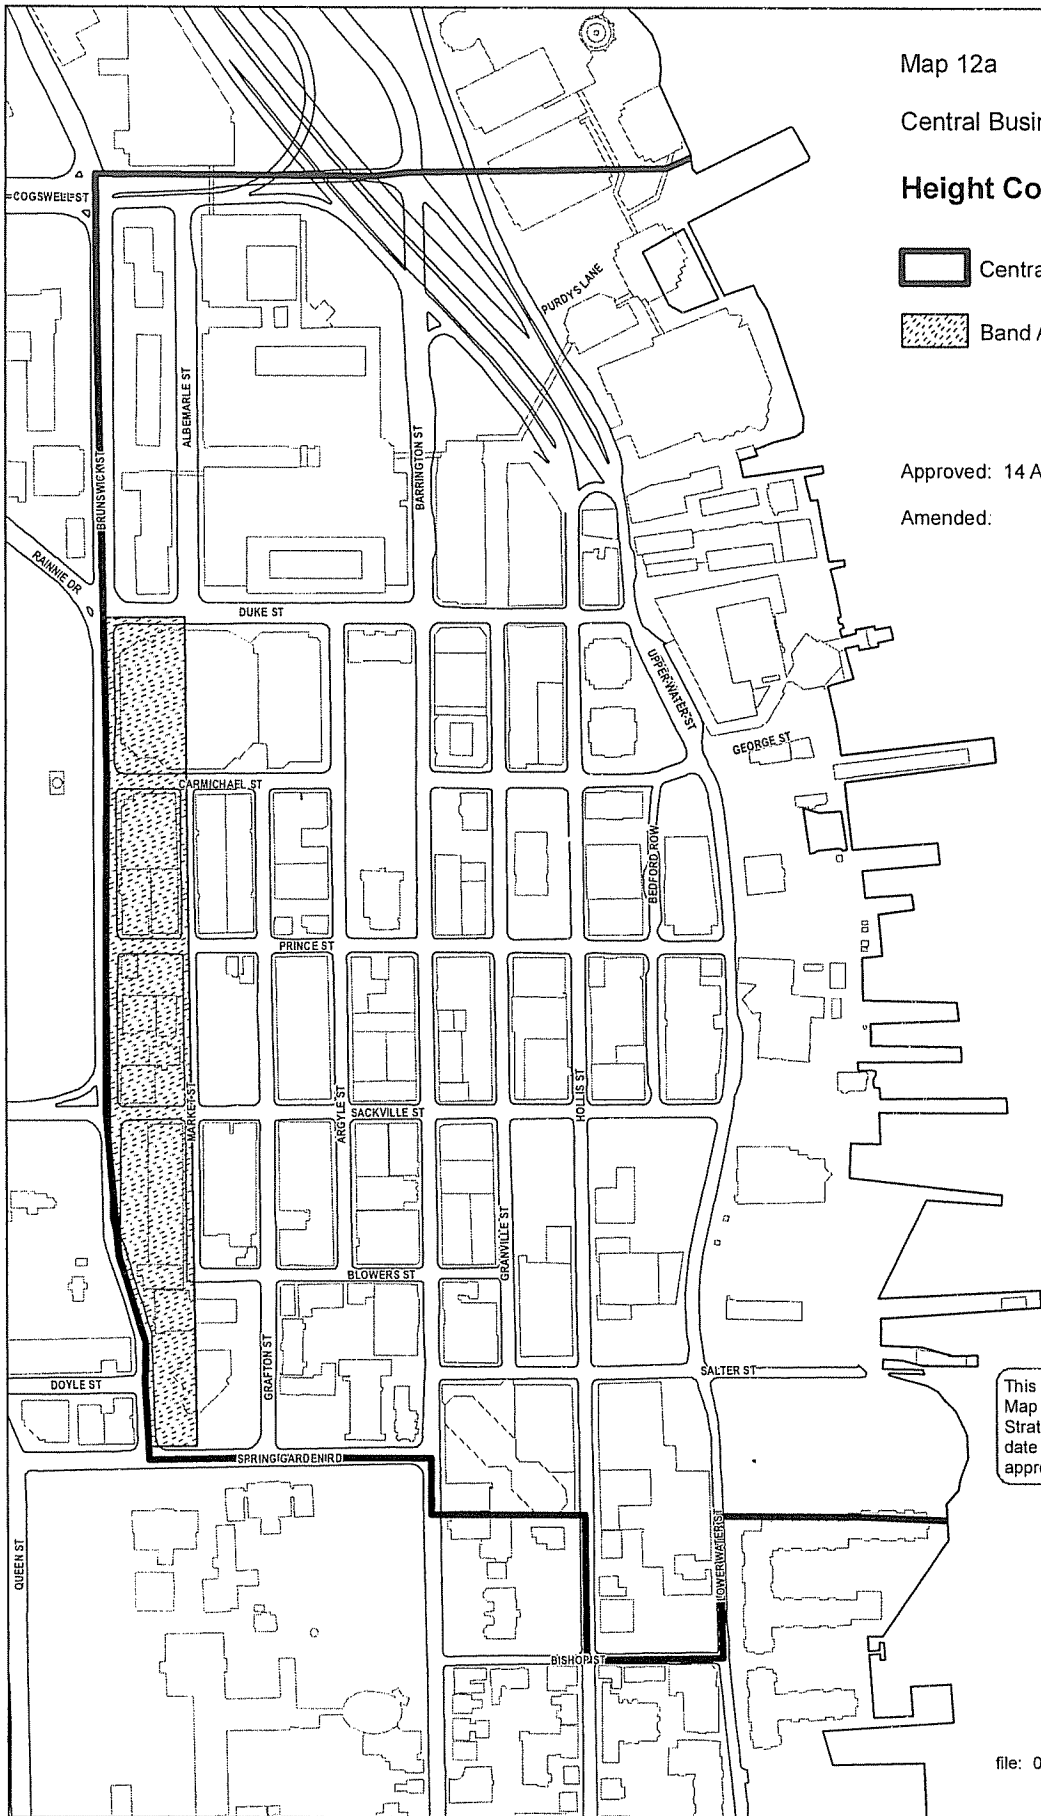 Map 12a
Central Busin
Height Co
Centra
Band A
Approved: 14 A
Amended:
COGSWELL ST
PURDY'S LANE
ALBEMARLE ST
BARRINGTON ST
BRUNSWICK ST
RAINNIE DR
DUKE ST
UPPER WATER ST
GEORGE ST
CARMICHAEL ST
BEDFORD ROW
PRINCE ST
MARKET ST
ARGYLE ST
SACKVILLE ST
HOLLIS ST
GRANVILLE ST
BLOWERS ST
GRAFTON ST
SALTER ST
DOYLE ST
This
Map
Strat
date
appro
SPRING GARDEN RD
QUEEN ST
LOWER WATER ST
BISHOP ST
file: 0